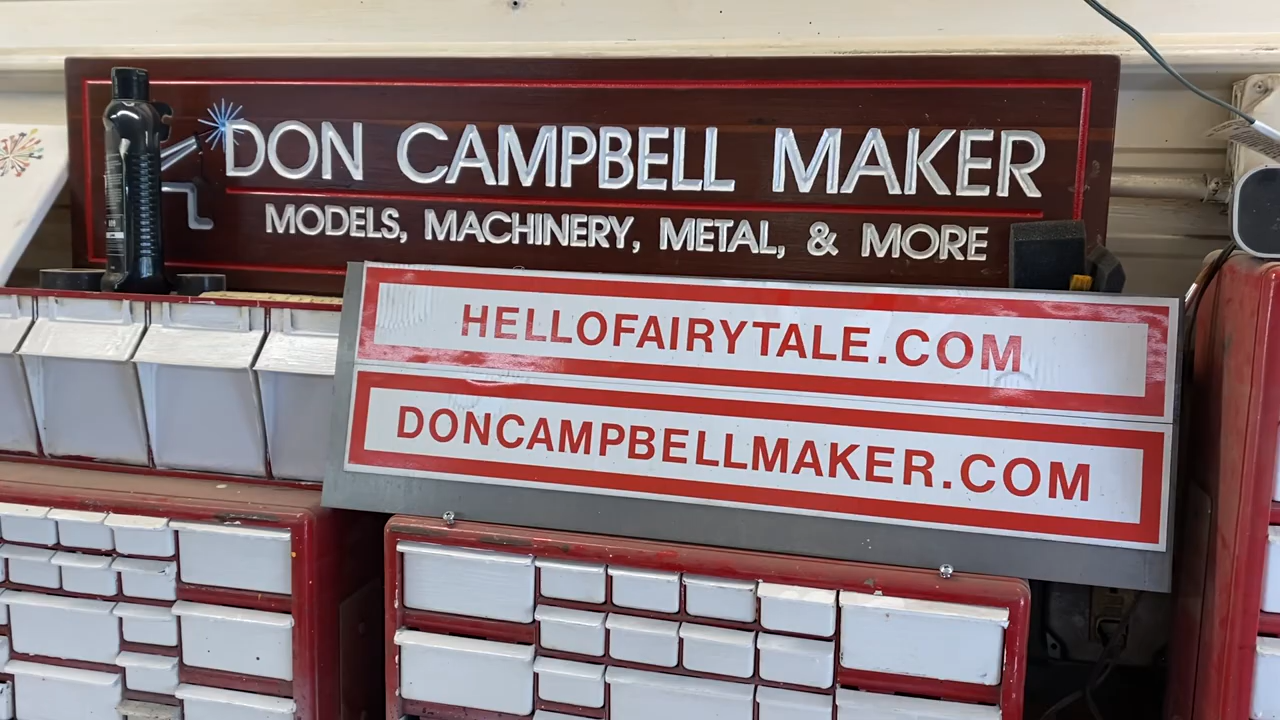 DON CAMPBELL MAKER
MODELS, MACHINERY, METAL, & MORE
HELLOFAIRYTALE.COM
DONCAMPBELLMAKER.COM